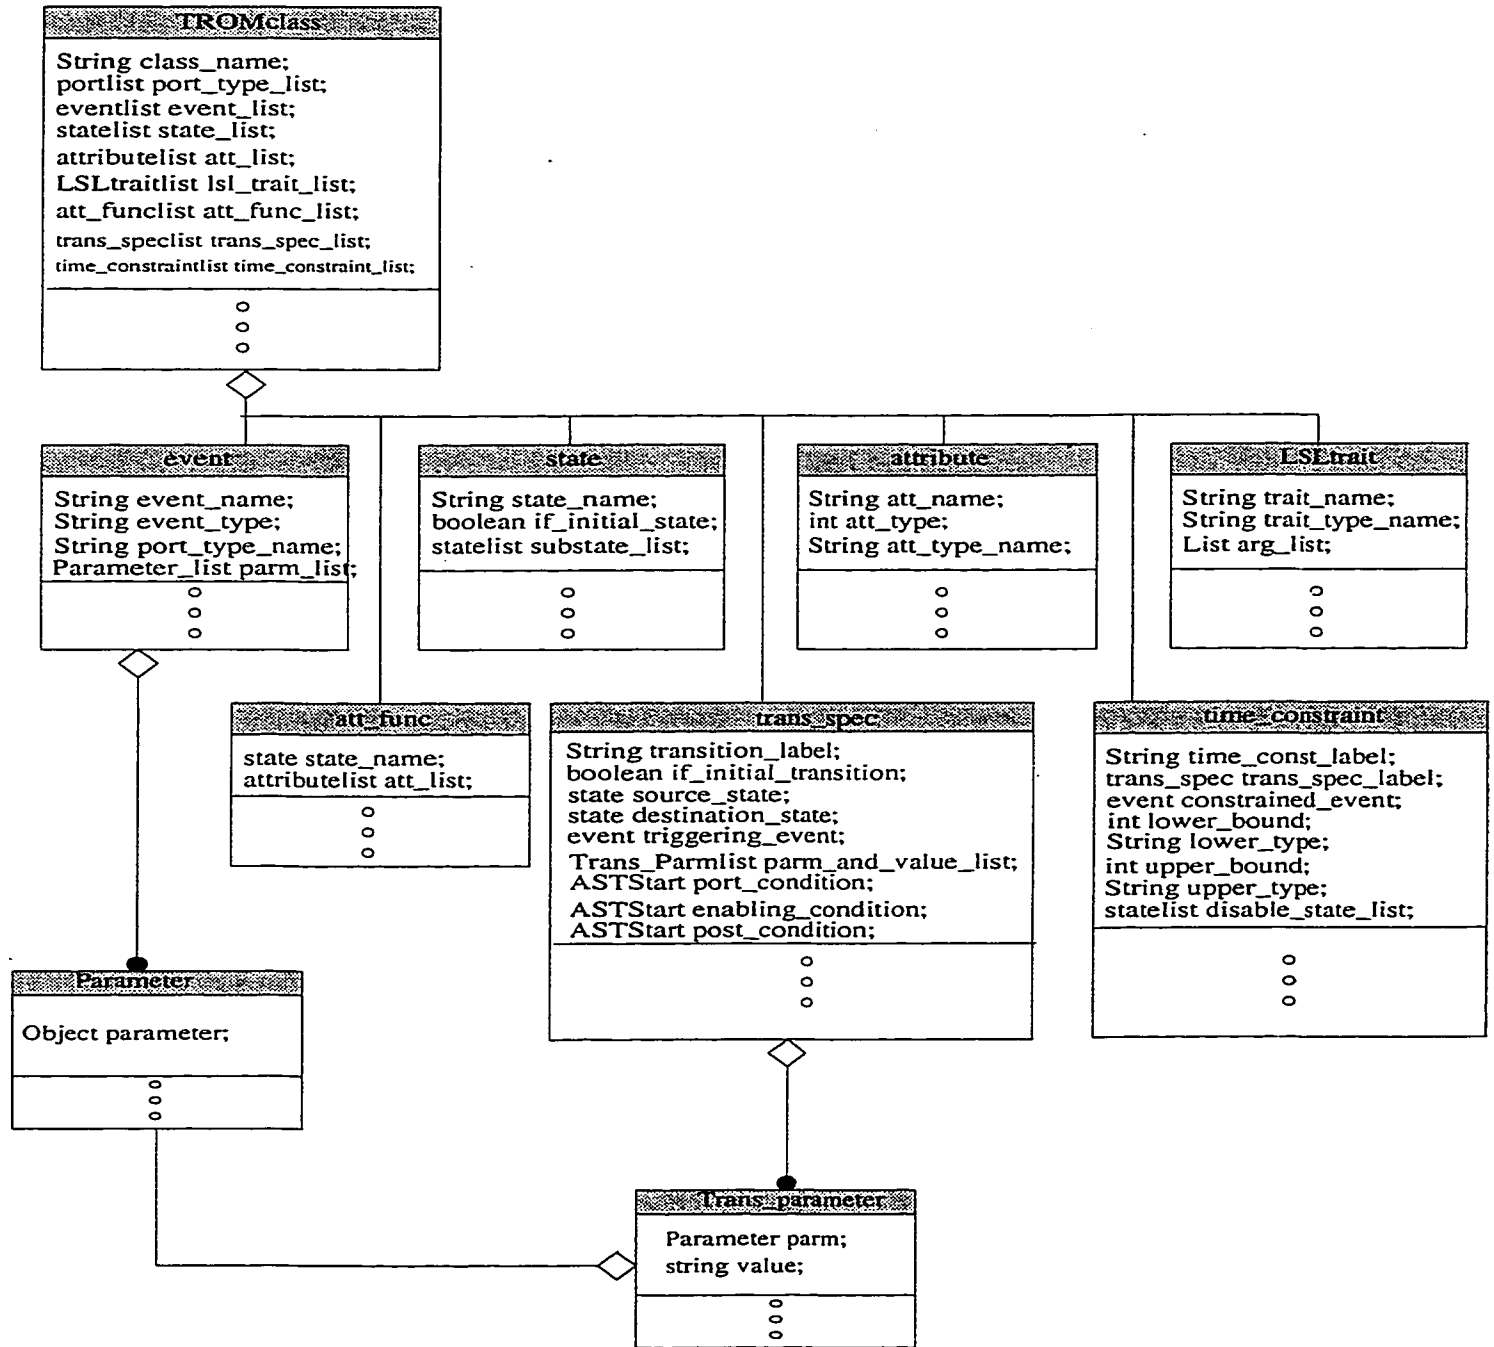 TROMclass
String class_name;
portlist port_type_list;
eventlist event_list;
statelist state_list;
attributelist att_list;
LSLtraitlist lsl_trait_list;
att_funclist att_func_list;
trans_speclist trans_spec_list;
time_constraintlist time_constraint_list;
event
String event_name;
String event_type;
String port_type_name;
Parameter_list parm_list;
state
String state_name;
boolean if_initial_state;
statelist substate_list;
attribute
String att_name;
int att_type;
String att_type_name;
LSLtrait
String trait_name;
String trait_type_name;
List arg_list;
att_func
state state_name;
attributelist att_list;
trans_spec
String transition_label;
boolean if_initial_transition;
state source_state;
state destination_state;
event triggering_event;
Trans_Parmlist parm_and_value_list;
ASTStart port_condition;
ASTStart enabling_condition;
ASTStart post_condition;
time_constraint
String time_const_label;
trans_spec trans_spec_label;
event constrained_event;
int lower_bound;
String lower_type;
int upper_bound;
String upper_type;
statelist disable_state_list;
Parameter
Object parameter;
Trans_parameter
Parameter parm;
string value;